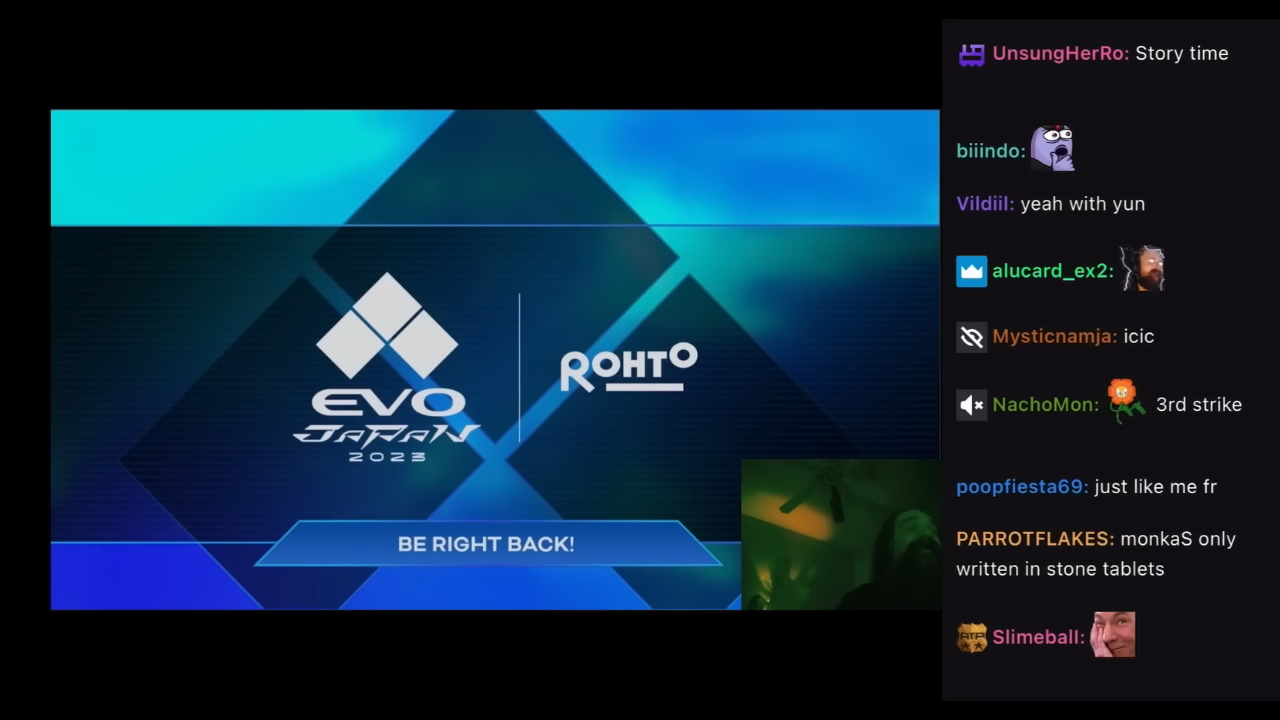 EVO
JAPAN
2023
ROHTO
BE RIGHT BACK!
UnsungHerRo: Story time
biiindo:
Vildiil: yeah with yun
alucard_ex2:
Mysticnamja: icic
NachoMon: 3rd strike
poopfiesta69: just like me fr
PARROTFLAKES: monkaS only
written in stone tablets
ATP
Slimeball: